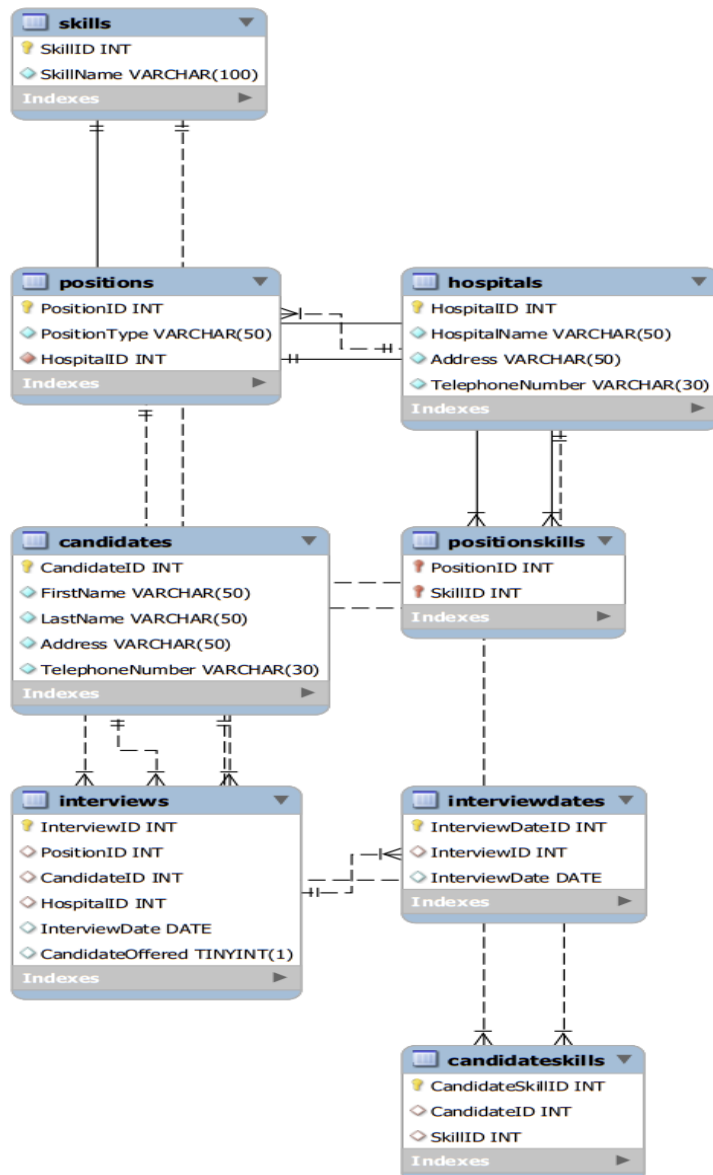 skills
SkillID INT
SkillName VARCHAR(100)
Indexes
positions
PositionID INT
PositionType VARCHAR(50)
HospitalID INT
Indexes
hospitals
HospitalID INT
HospitalName VARCHAR(50)
Address VARCHAR(50)
TelephoneNumber VARCHAR(30)
Indexes
candidates
CandidateID INT
FirstName VARCHAR(50)
LastName VARCHAR(50)
Address VARCHAR(50)
TelephoneNumber VARCHAR(30)
Indexes
positionskills
PositionID INT
SkillID INT
Indexes
interviews
InterviewID INT
PositionID INT
CandidateID INT
HospitalID INT
InterviewDate DATE
CandidateOffered TINYINT(1)
Indexes
interviewdates
InterviewDateID INT
InterviewID INT
InterviewDate DATE
Indexes
candidateskills
CandidateSkillID INT
CandidateID INT
SkillID INT
Indexes